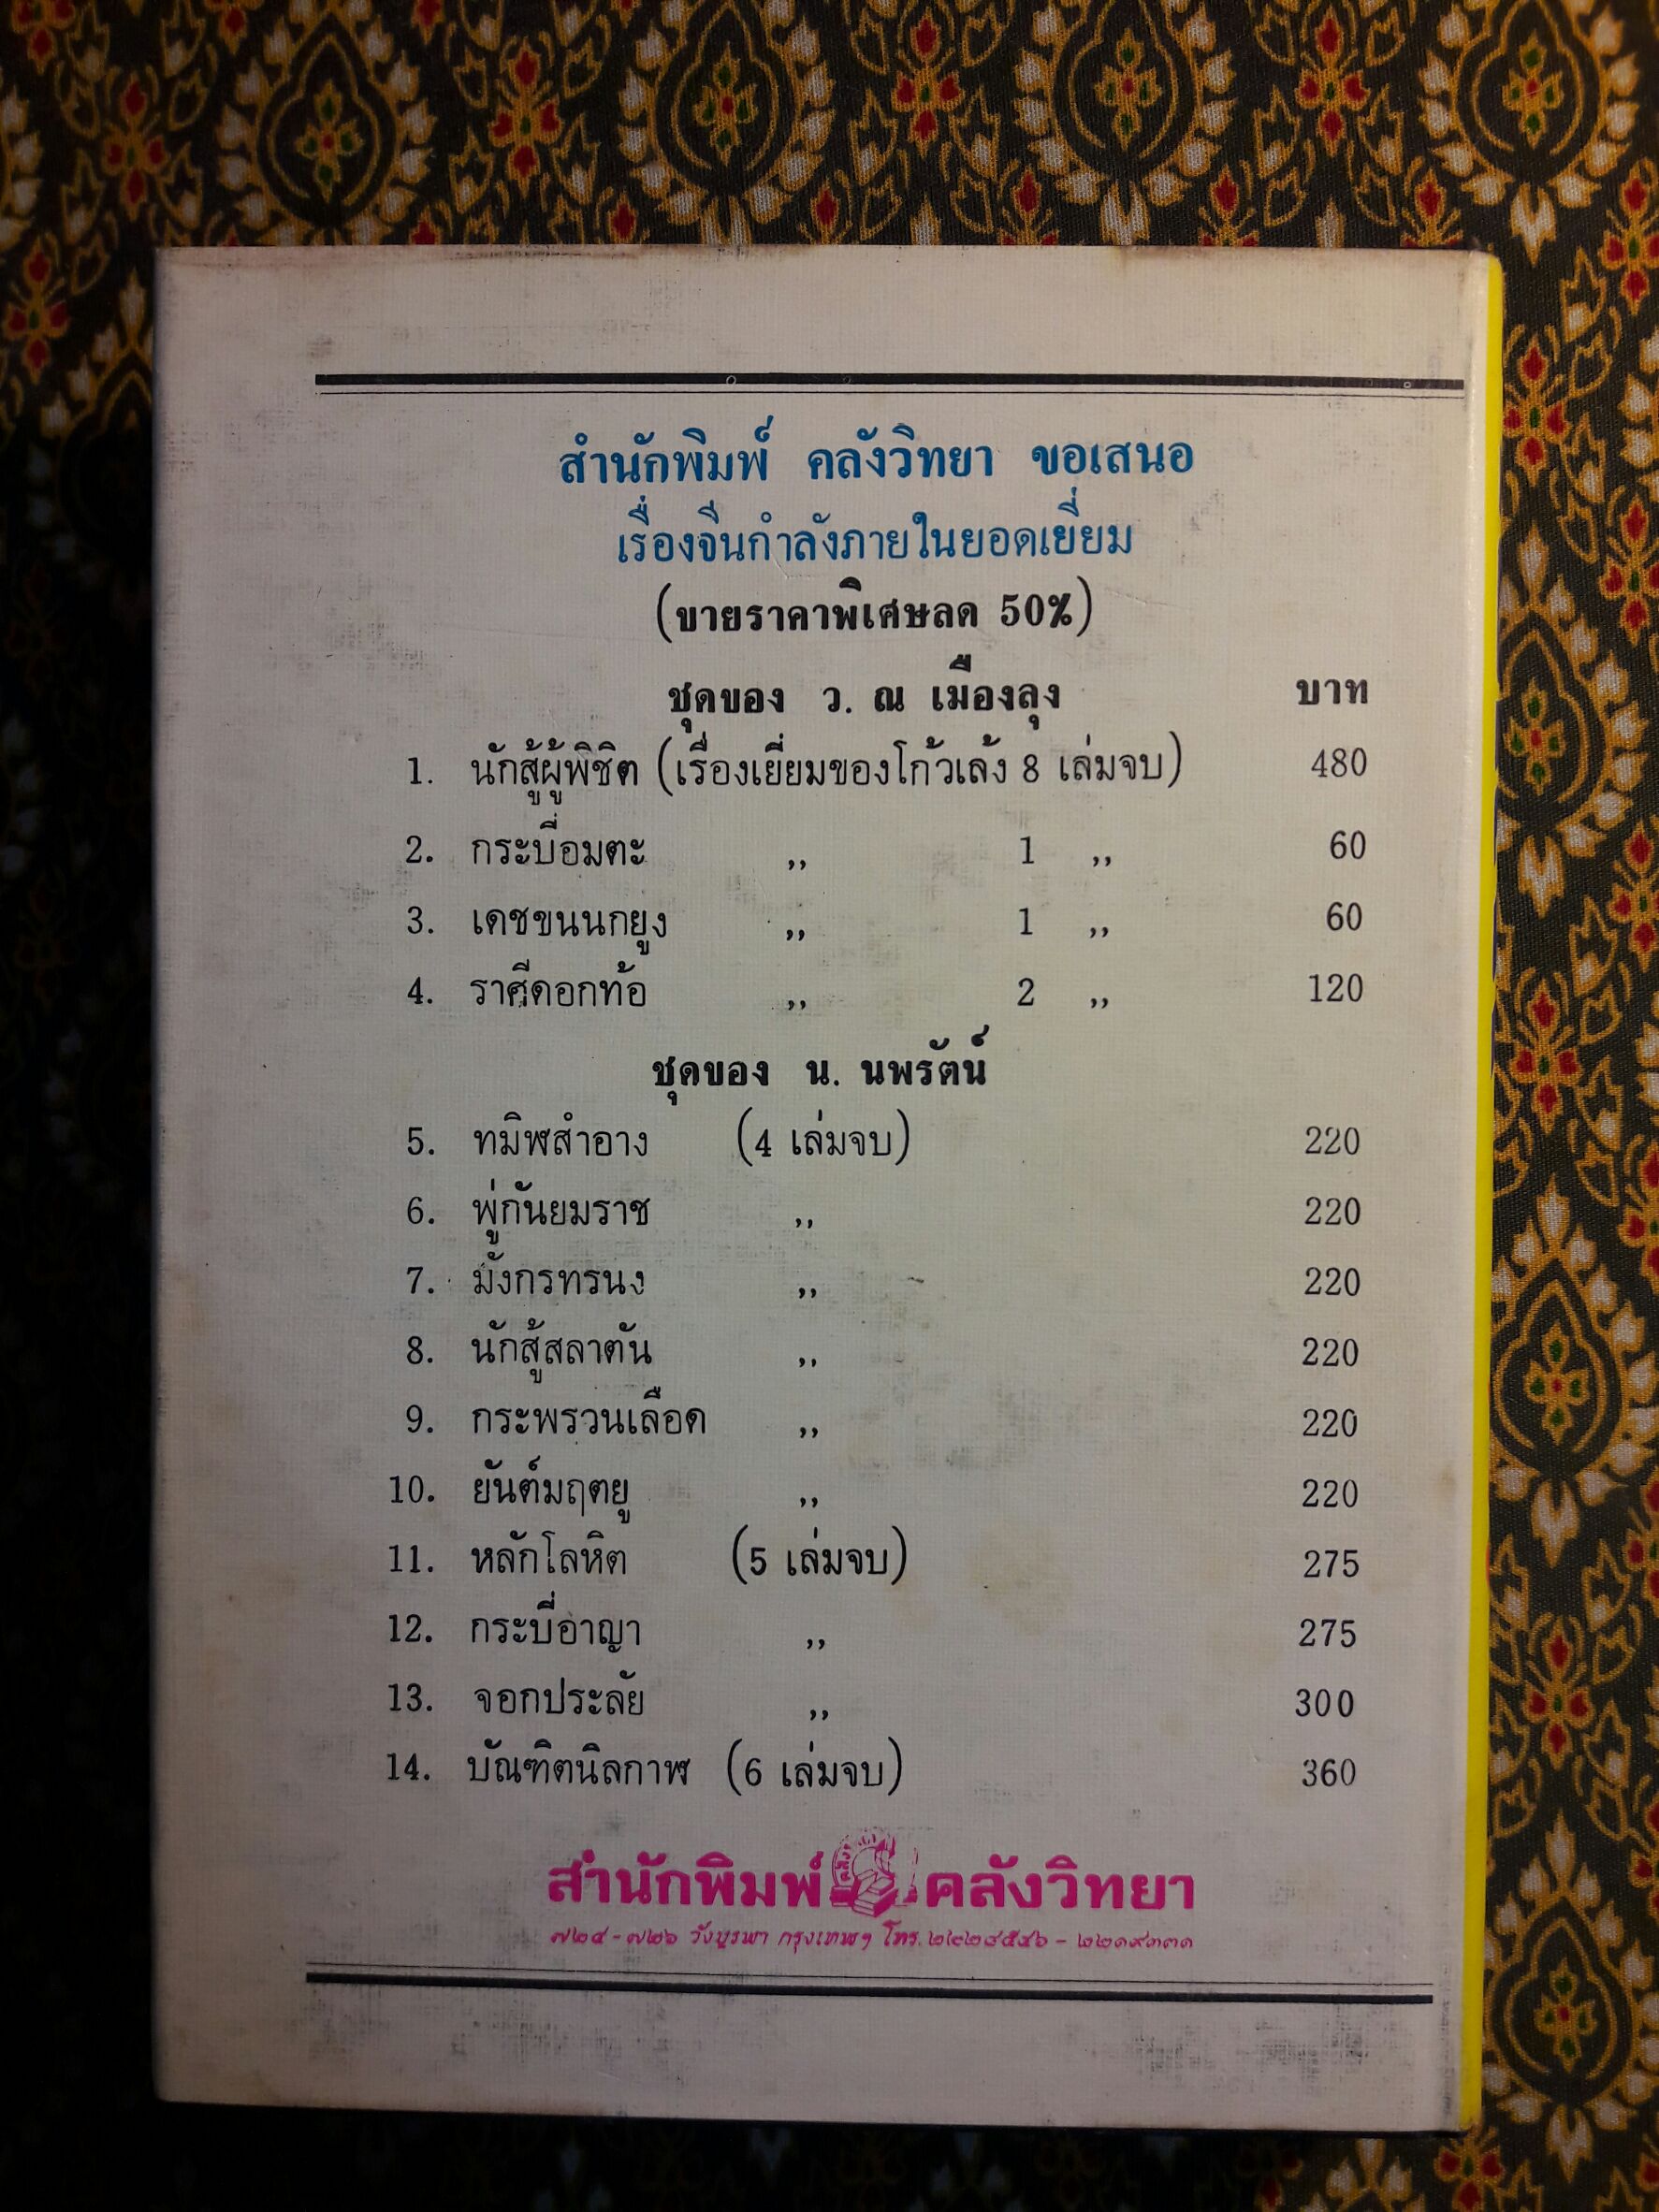 สำนักพิมพ์ คลังวิทยา ขอเสนอ
เรื่องจีนกำลังภายในยอดเยี่ยม
(ขายราคาพิเศษลด 50%)
ชุดของ ว. ณ เมืองลุง บาท
1. นักสู้ผู้พิชิต (เรื่องเยี่ยมของโก้วเล้ง 8 เล่มจบ) 480
2. กระบี่อมตะ ,, 1 ,, 60
3. เดชขนนกยูง ,, 1 ,, 60
4. ราศีดอกท้อ ,, 2 ,, 120
ชุดของ น. นพรัตน์
5. ทมิฬสำอาง (4 เล่มจบ) 220
6. พู่กันยมราช ,, 220
7. มังกรทรนง ,, 220
8. นักสู้สลาตัน ,, 220
9. กระพรวนเลือด ,, 220
10. ยันต์มฤตยู ,, 220
11. หลักโลหิต (5 เล่มจบ) 275
12. กระบี่อาญา ,, 275
13. จอกประลัย ,, 300
14. บัณฑิตนิลกาฬ (6 เล่มจบ) 360
สำนักพิมพ์ คลังวิทยา
๗๒๔-๗๒๖ วังบูรพา กรุงเทพฯ โทร. ๒๒๑๙๓๓๑